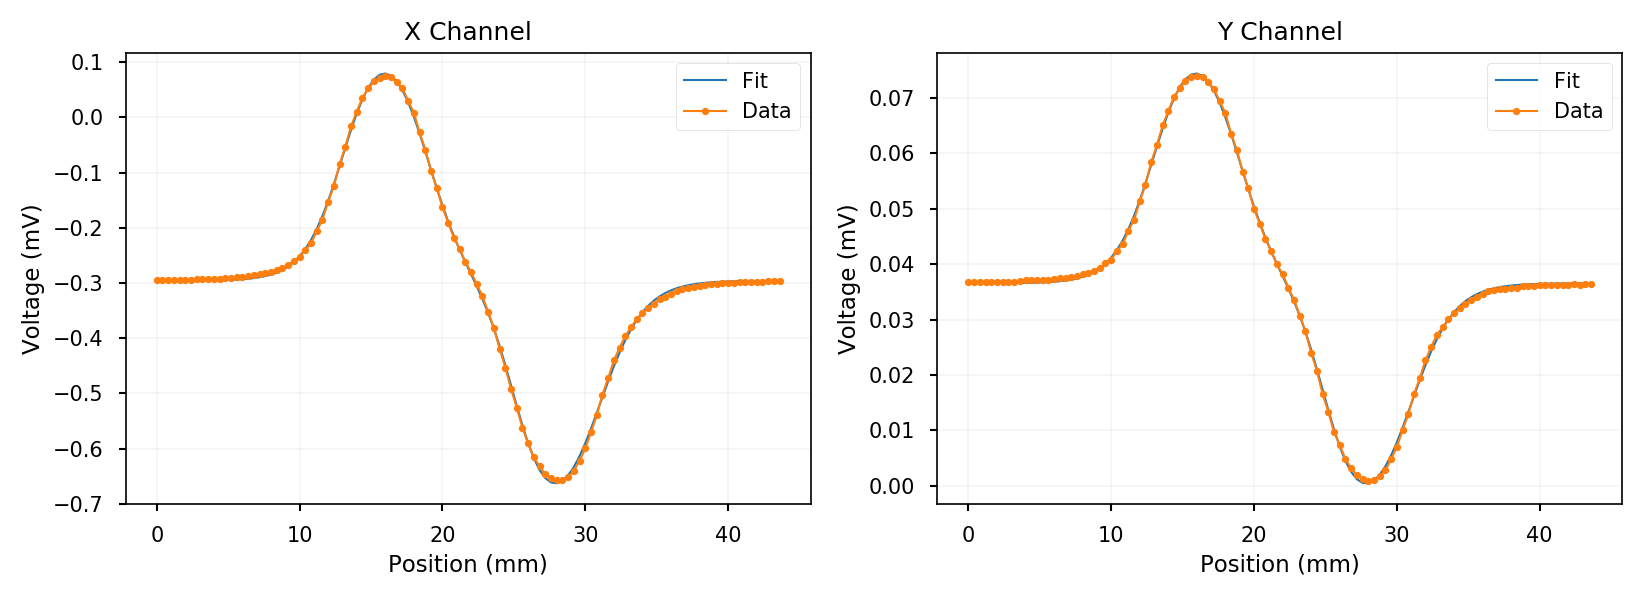 X Channel
Fit
Data
0.1
0.0
−0.1
−0.2
−0.3
−0.4
−0.5
−0.6
−0.7
Voltage (mV)
0
10
20
30
40
Position (mm)
Y Channel
Fit
Data
0.07
0.06
0.05
0.04
0.03
0.02
0.01
0.00
Voltage (mV)
0
10
20
30
40
Position (mm)